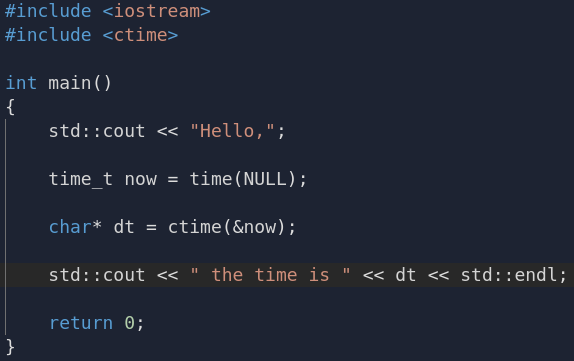 #include <iostream>
#include <ctime>
int main()
{
    std::cout << "Hello,";
    time_t now = time(NULL);
    char* dt = ctime(&now);
    std::cout << " the time is " << dt << std::endl;
    return 0;
}